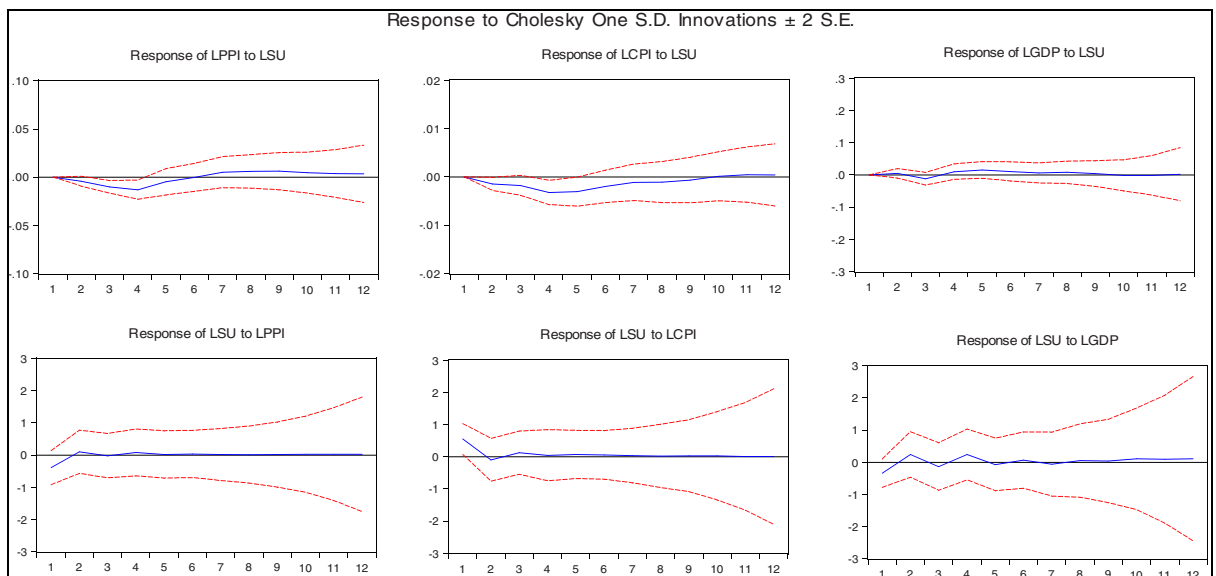 Response to Cholesky One S.D. Innovations ± 2 S.E.
Response of LPPI to LSU
.10
.05
.00
-.05
-.10
1 2 3 4 5 6 7 8 9 10 11 12
Response of LCPI to LSU
.02
.01
.00
-.01
-.02
1 2 3 4 5 6 7 8 9 10 11 12
Response of LGDP to LSU
.3
.2
.1
.0
-.1
-.2
-.3
1 2 3 4 5 6 7 8 9 10 11 12
Response of LSU to LPPI
3
2
1
0
-1
-2
-3
1 2 3 4 5 6 7 8 9 10 11 12
Response of LSU to LCPI
3
2
1
0
-1
-2
-3
1 2 3 4 5 6 7 8 9 10 11 12
Response of LSU to LGDP
3
2
1
0
-1
-2
-3
1 2 3 4 5 6 7 8 9 10 11 12